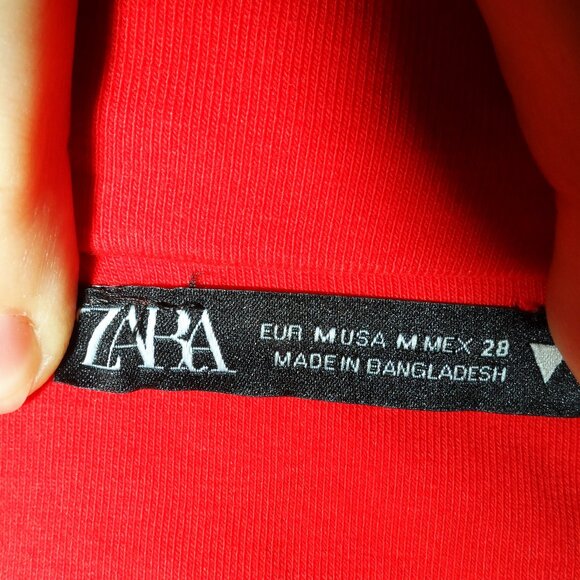 ZARA
EUR M USA M MEX 28
MADE IN BANGLADESH